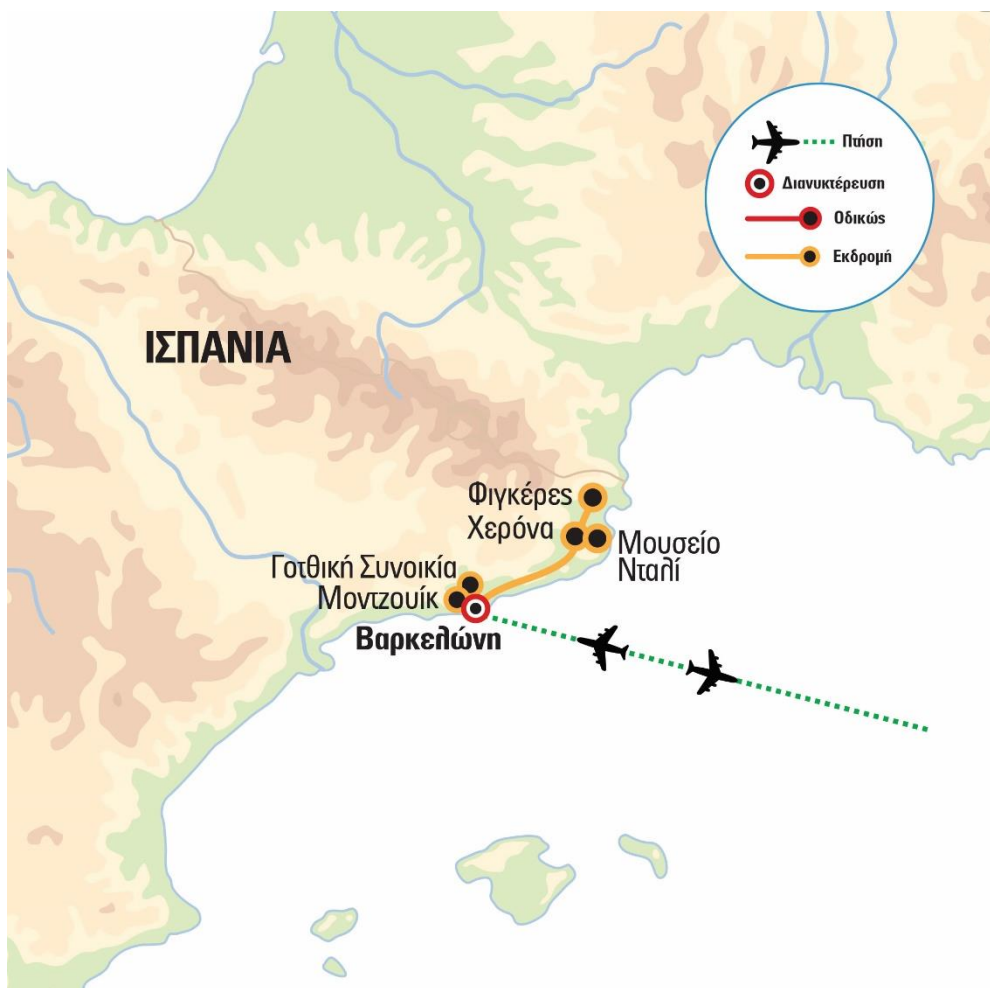 Πτήση
Διανυκτέρευση
Οδικώς
Εκδρομή
ΙΣΠΑΝΙΑ
Φιγκέρες
Χερόνα
Μουσείο
Νταλί
Γοτθική Συνοικία
Μοντζουίκ
Βαρκελώνη